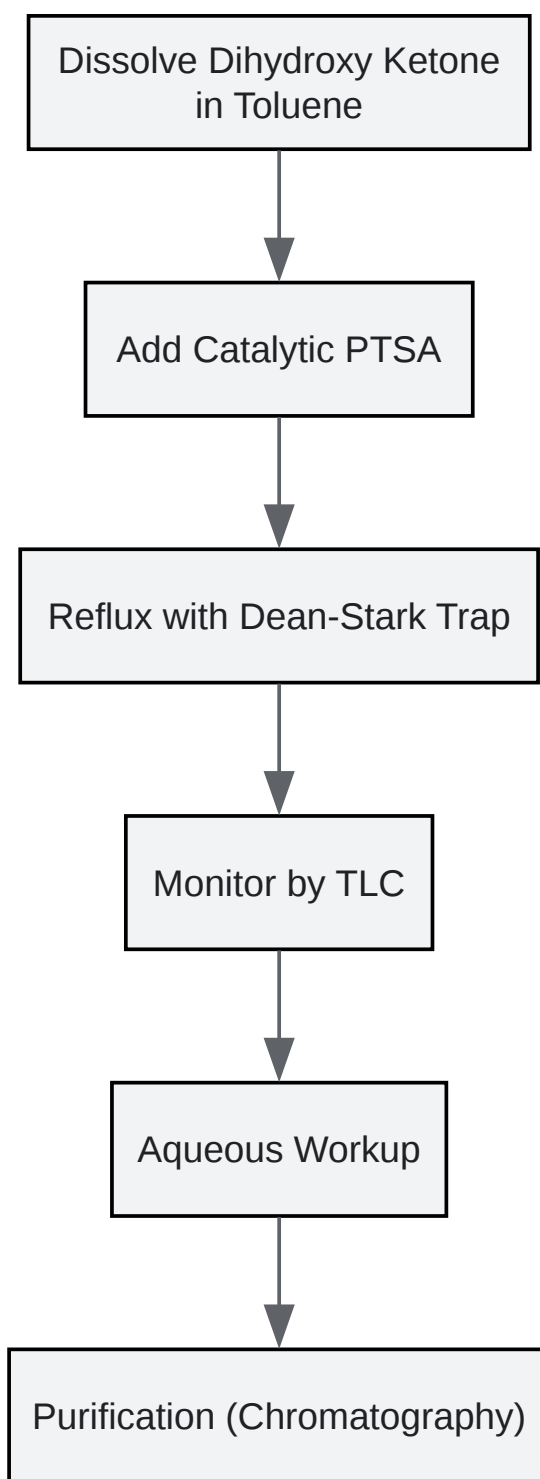 Dissolve Dihydroxy Ketone
in Toluene
Add Catalytic PTSA
Reflux with Dean-Stark Trap
Monitor by TLC
Aqueous Workup
Purification (Chromatography)